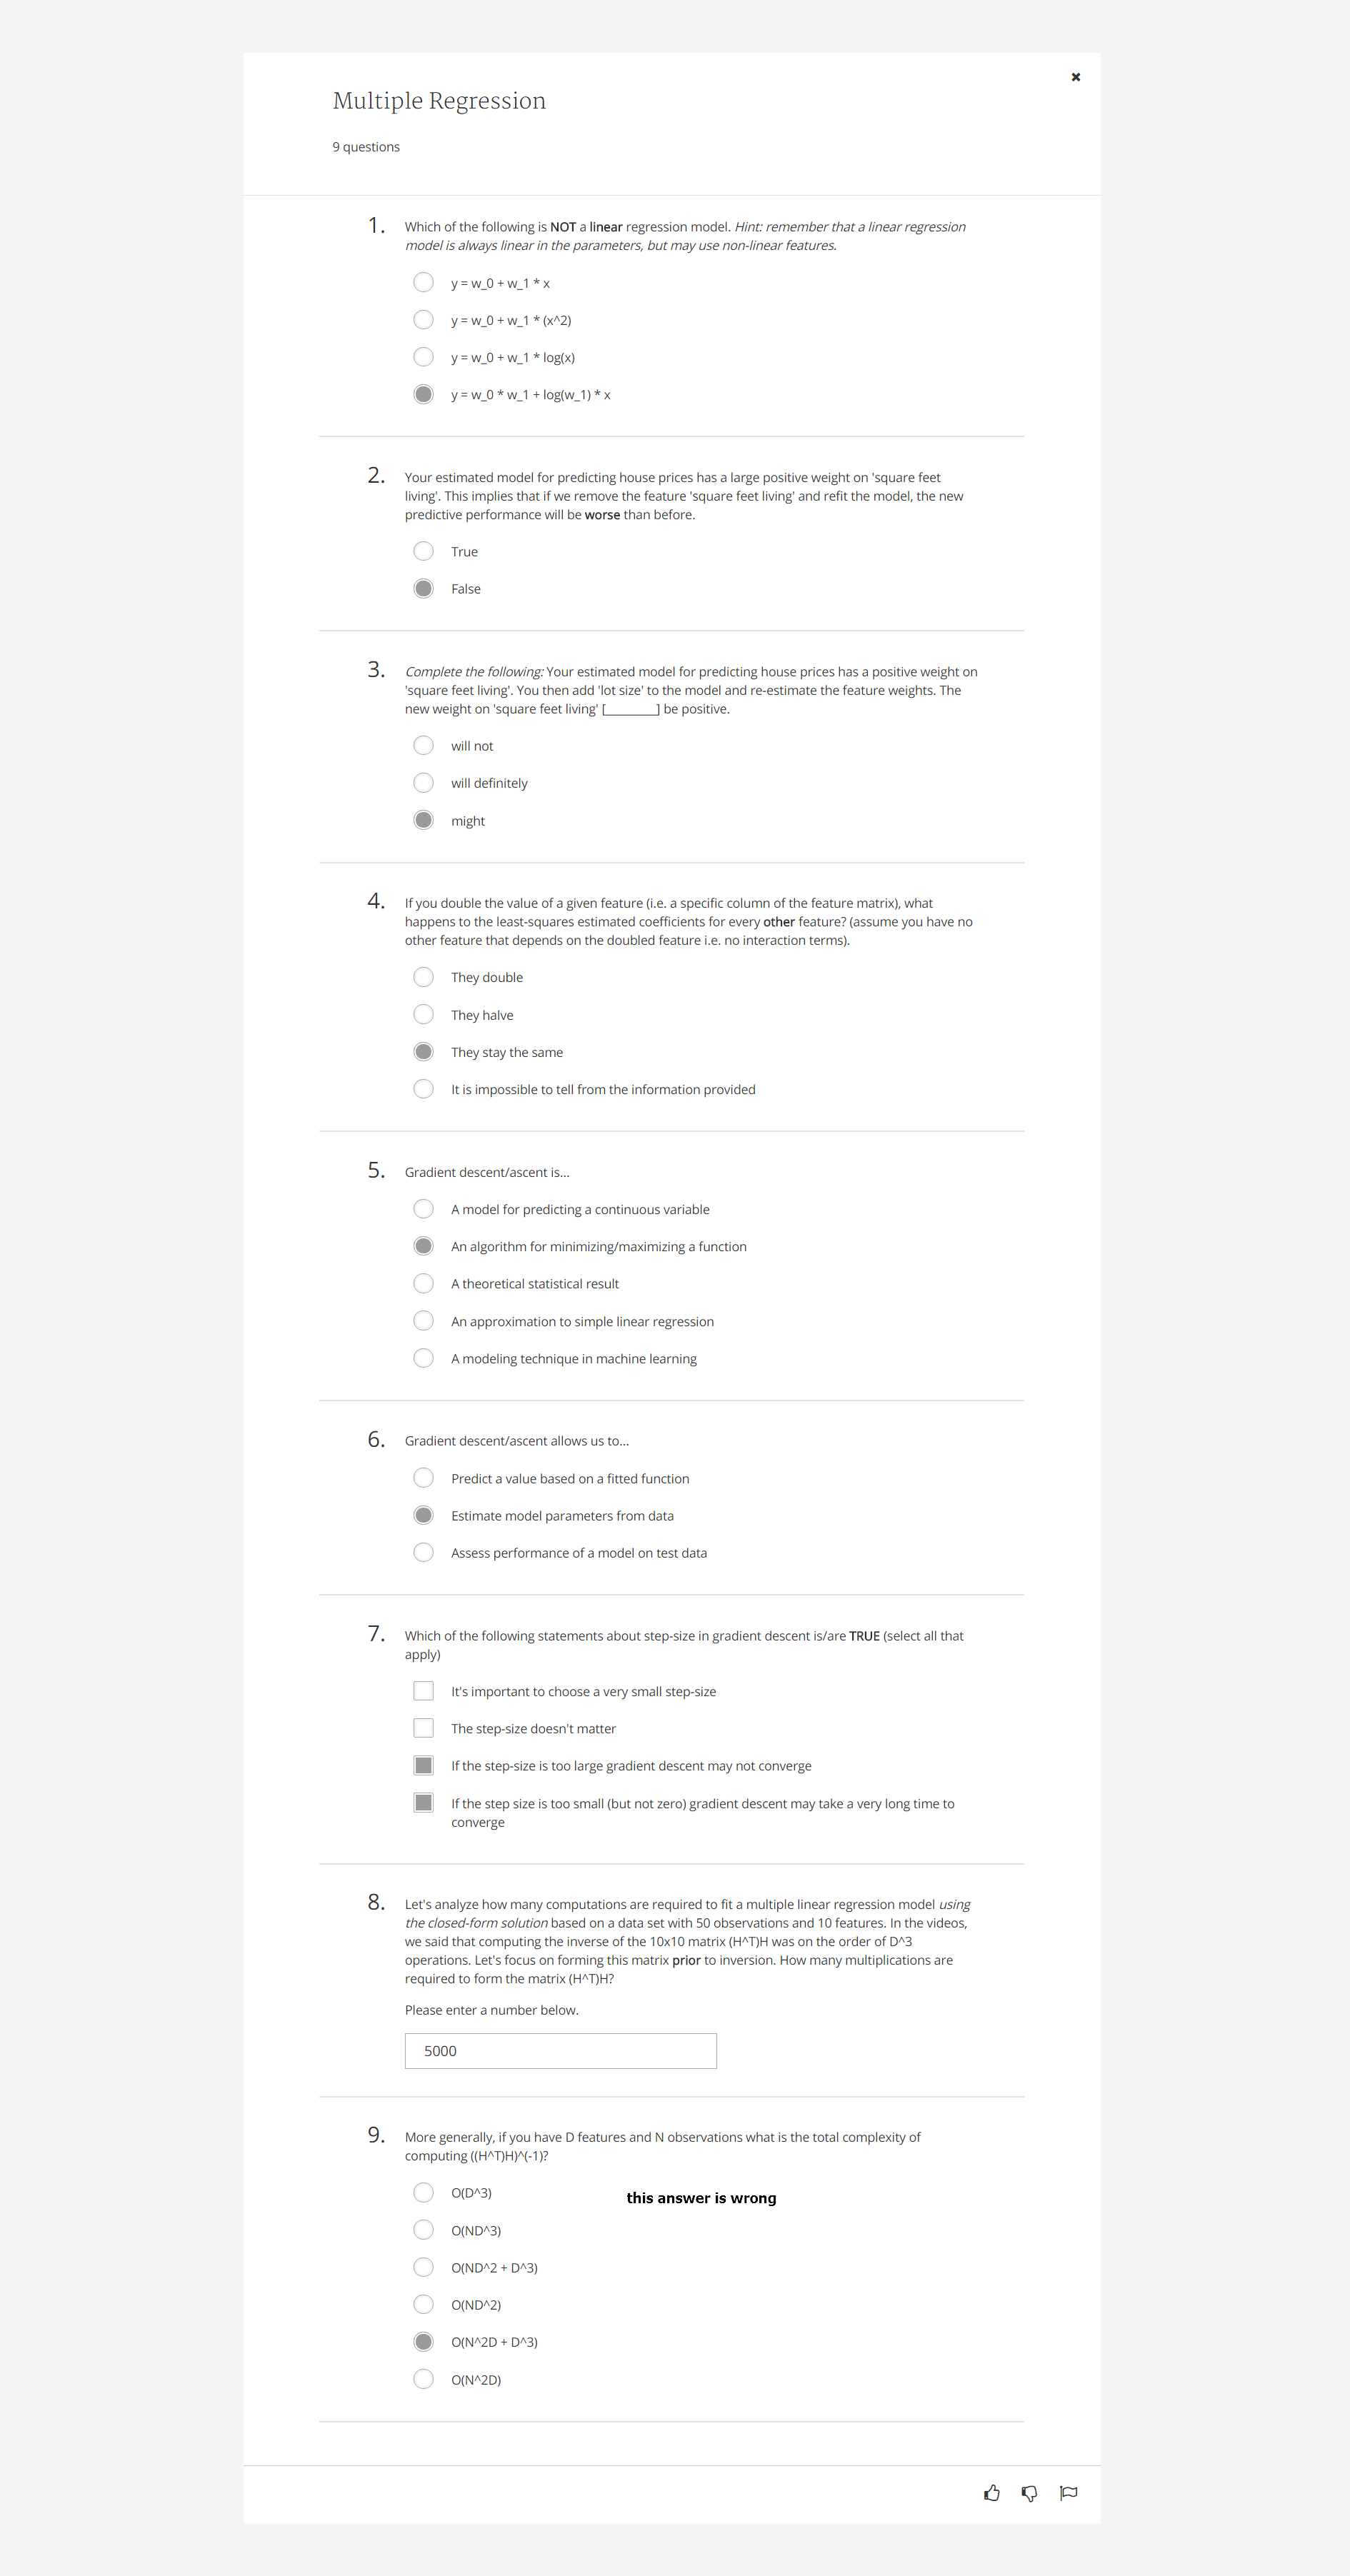 Multiple Regression
9 questions
1. Which of the following is NOT a linear regression model. Hint: remember that a linear regression
model is always linear in the parameters, but may use non-linear features.
y = w_0 + w_1 * x
y = w_0 + w_1 * (x^2)
y = w_0 + w_1 * log(x)
y = w_0 * w_1 + log(w_1) * x
2. Your estimated model for predicting house prices has a large positive weight on 'square feet
living'. This implies that if we remove the feature 'square feet living' and refit the model, the new
predictive performance will be worse than before.
True
False
3. Complete the following: Your estimated model for predicting house prices has a positive weight on
'square feet living'. You then add 'lot size' to the model and re-estimate the feature weights. The
new weight on 'square feet living' [________] be positive.
will not
will definitely
might
4. If you double the value of a given feature (i.e. a specific column of the feature matrix), what
happens to the least-squares estimated coefficients for every other feature? (assume you have no
other feature that depends on the doubled feature i.e. no interaction terms).
They double
They halve
They stay the same
It is impossible to tell from the information provided
5. Gradient descent/ascent is...
A model for predicting a continuous variable
An algorithm for minimizing/maximizing a function
A theoretical statistical result
An approximation to simple linear regression
A modeling technique in machine learning
6. Gradient descent/ascent allows us to...
Predict a value based on a fitted function
Estimate model parameters from data
Assess performance of a model on test data
7. Which of the following statements about step-size in gradient descent is/are TRUE (select all that
apply)
It's important to choose a very small step-size
The step-size doesn't matter
If the step-size is too large gradient descent may not converge
If the step size is too small (but not zero) gradient descent may take a very long time to
converge
8. Let's analyze how many computations are required to fit a multiple linear regression model using
the closed-form solution based on a data set with 50 observations and 10 features. In the videos,
we said that computing the inverse of the 10x10 matrix (H^T)H was on the order of D^3
operations. Let's focus on forming this matrix prior to inversion. How many multiplications are
required to form the matrix (H^T)H?
Please enter a number below.
5000
9. More generally, if you have D features and N observations what is the total complexity of
computing ((H^T)H)^(-1)?
O(D^3)
this answer is wrong
O(ND^3)
O(ND^2 + D^3)
O(ND^2)
O(N^2D + D^3)
O(N^2D)